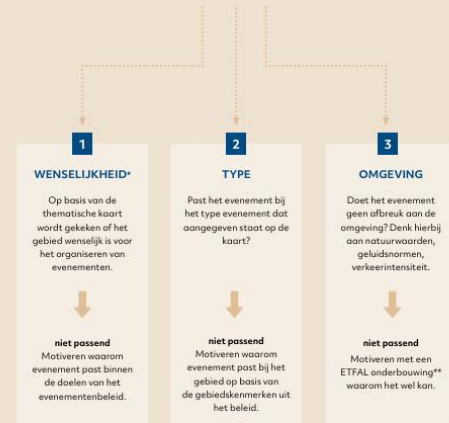 1
WENSELIJKHEID*
Op basis van de
thematische kaart
wordt gekeken of het
gebied wenselijk is voor
het organiseren van
evenementen.
niet passend
Motiveren waarom
evenement past binnen
de doelen van het
evenementenbeleid.
2
TYPE
Past het evenement bij
het type evenement dat
aangegeven staat op de
kaart?
niet passend
Motiveren waarom
evenement past bij het
gebied op basis van
de gebiedskenmerken uit
het beleid.
3
OMGEVING
Doet het evenement
geen afbreuk aan de
omgeving? Denk hierbij
aan natuurwaarden,
geluidsnormen,
verkeerintensiteit.
niet passend
Motiveren met een
ETFAL onderbouwing**
waarom het wel kan.